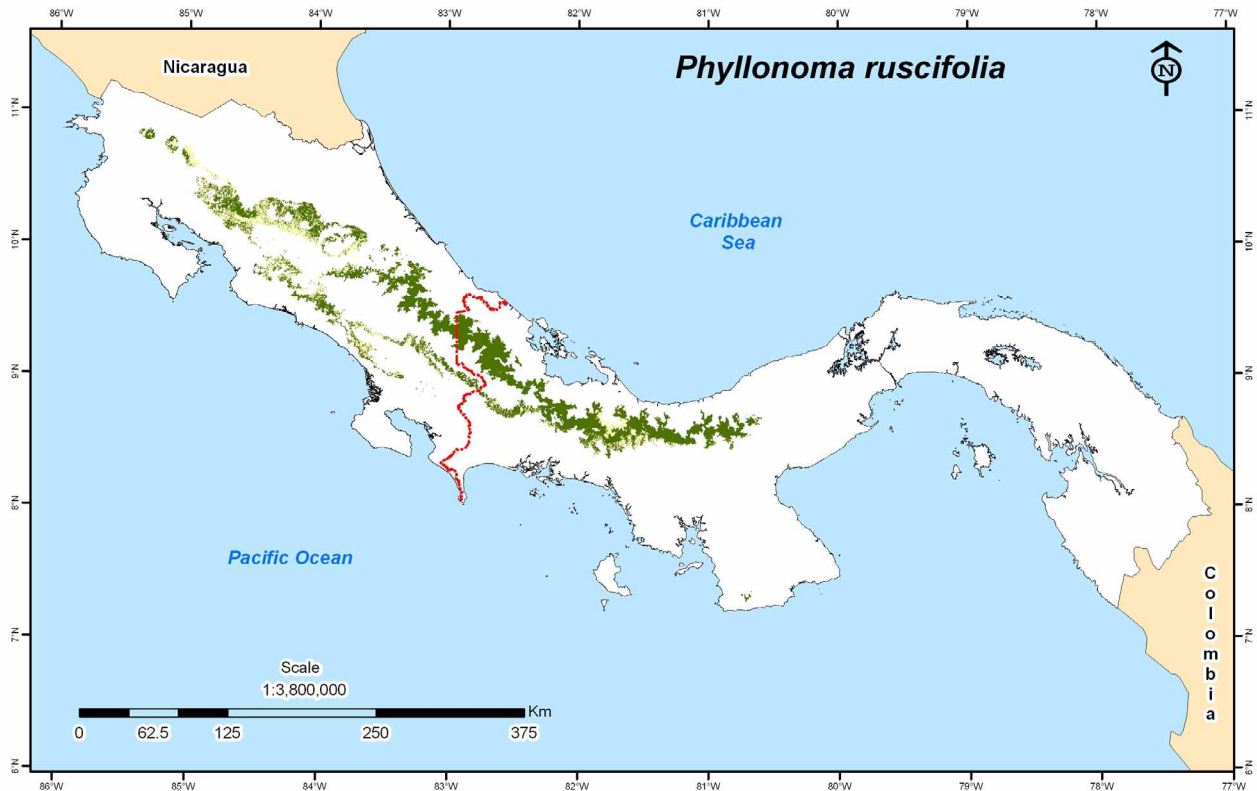 86°W 85°W 84°W 83°W 82°W 81°W 80°W 79°W 78°W 77°W
Nicaragua
Phyllonoma ruscifolia
N
11°N 11°N
Caribbean
Sea
10°N 10°N
9°N 9°N
8°N 8°N
Pacific Ocean
Colombia
7°N 7°N
Scale
1:3,800,000
Km
0 62.5 125 250 375
6°N 6°N
86°W 85°W 84°W 83°W 82°W 81°W 80°W 79°W 78°W 77°W